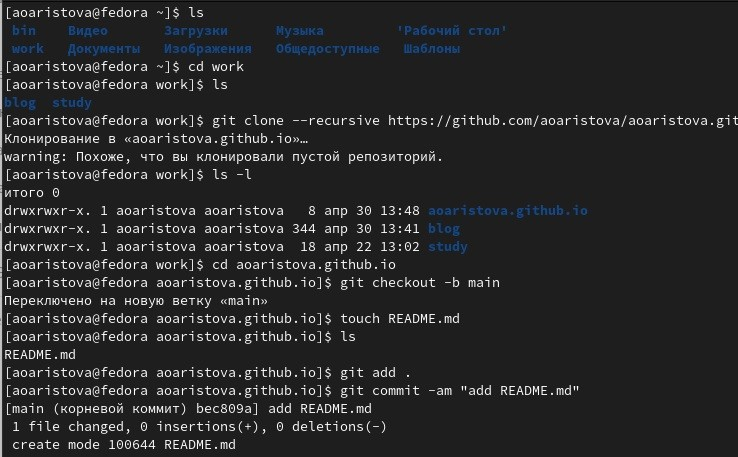 [aoaristova@fedora ~]$ ls
bin    Видео       Загрузки      Музыка         'Рабочий стол'
work   Документы   Изображения   Общедоступные   Шаблоны
[aoaristova@fedora ~]$ cd work
[aoaristova@fedora work]$ ls
blog  study
[aoaristova@fedora work]$ git clone --recursive https://github.com/aoaristova/aoaristova.git
Клонирование в «aoaristova.github.io»…
warning: Похоже, что вы клонировали пустой репозиторий.
[aoaristova@fedora work]$ ls -l
итого 0
drwxrwxr-x. 1 aoaristova aoaristova   8 апр 30 13:48 aoaristova.github.io
drwxrwxr-x. 1 aoaristova aoaristova 344 апр 30 13:41 blog
drwxrwxr-x. 1 aoaristova aoaristova  18 апр 22 13:02 study
[aoaristova@fedora work]$ cd aoaristova.github.io
[aoaristova@fedora aoaristova.github.io]$ git checkout -b main
Переключено на новую ветку «main»
[aoaristova@fedora aoaristova.github.io]$ touch README.md
[aoaristova@fedora aoaristova.github.io]$ ls
README.md
[aoaristova@fedora aoaristova.github.io]$ git add .
[aoaristova@fedora aoaristova.github.io]$ git commit -am "add README.md"
[main (корневой коммит) bec809a] add README.md
 1 file changed, 0 insertions(+), 0 deletions(-)
 create mode 100644 README.md